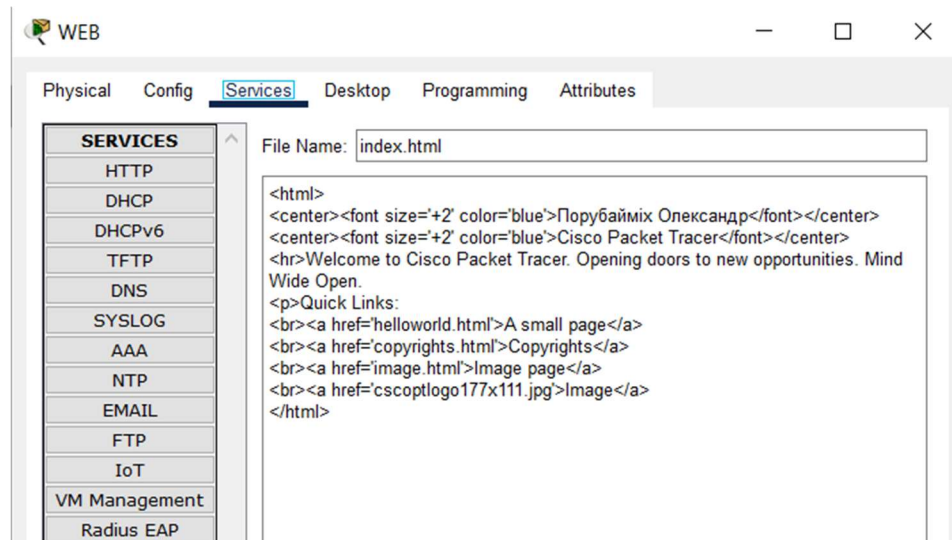 WEB
Physical Config Services Desktop Programming Attributes
SERVICES
HTTP
DHCP
DHCPv6
TFTP
DNS
SYSLOG
AAA
NTP
EMAIL
FTP
IoT
VM Management
Radius EAP
File Name: index.html
<html>
<center><font size='+2' color='blue'>Порубайміх Олександр</font></center>
<center><font size='+2' color='blue'>Cisco Packet Tracer</font></center>
<hr>Welcome to Cisco Packet Tracer. Opening doors to new opportunities. Mind
Wide Open.
<p>Quick Links:
<br><a href='helloworld.html'>A small page</a>
<br><a href='copyrights.html'>Copyrights</a>
<br><a href='image.html'>Image page</a>
<br><a href='cscoptlogo177x111.jpg'>Image</a>
</html>